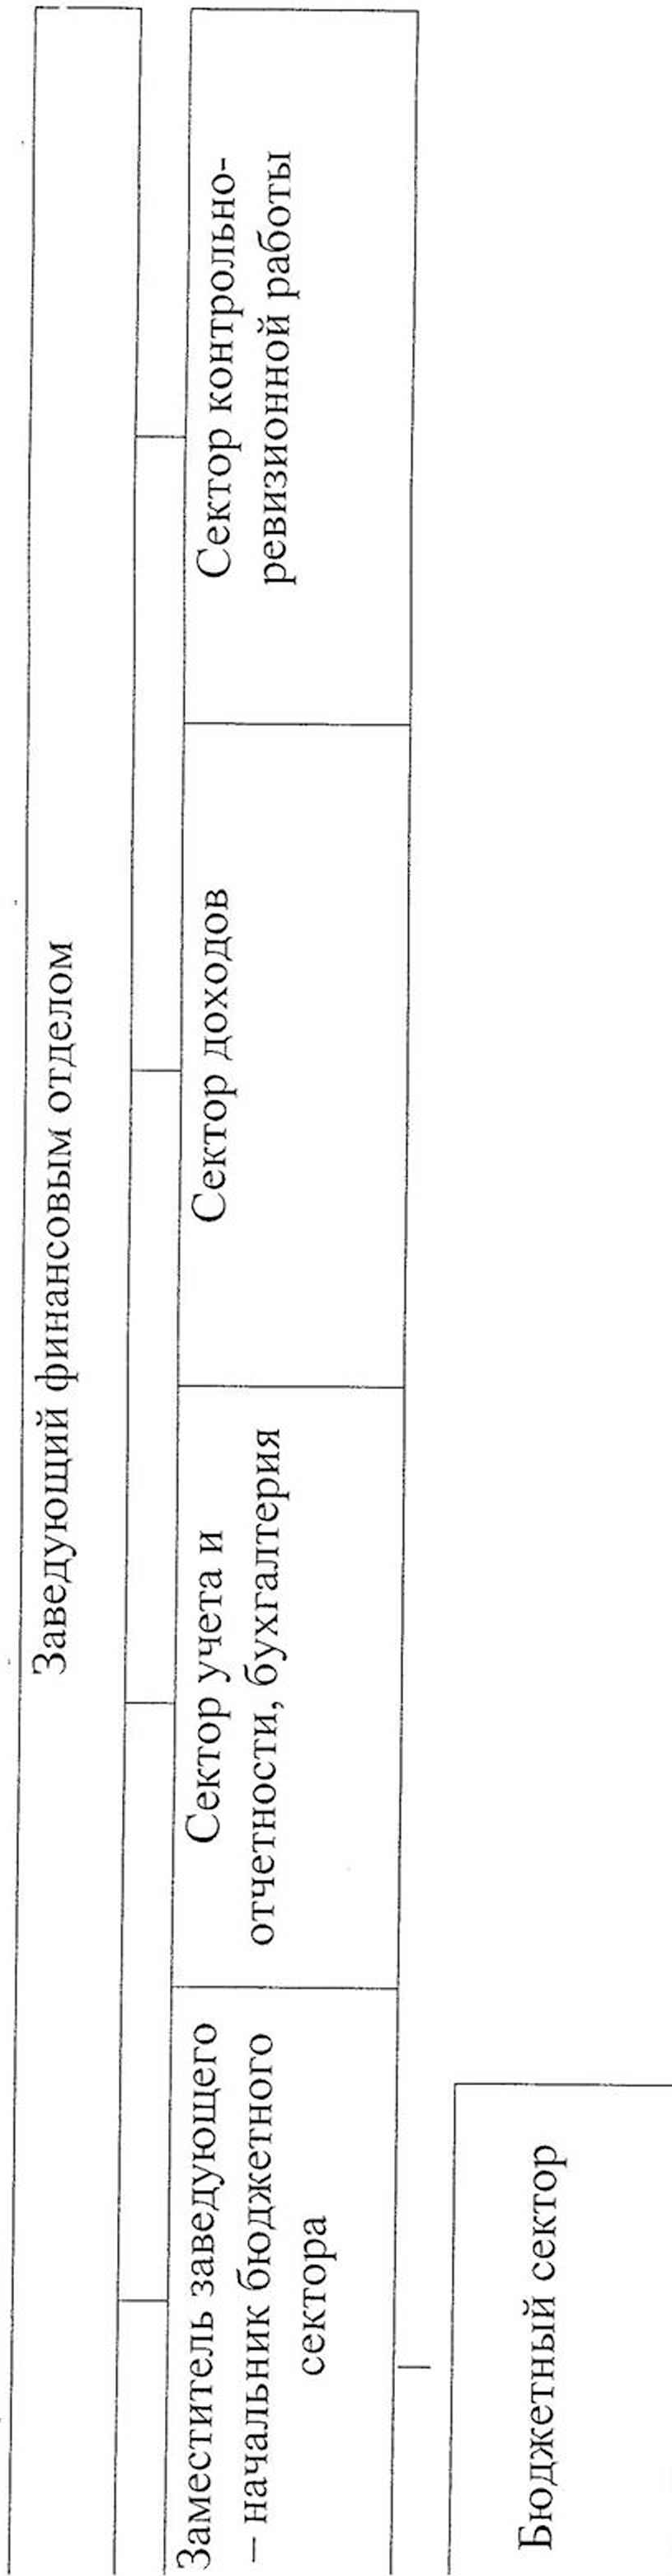 Заведующий финансовым отделом
Заместитель заведующего
– начальник бюджетного
сектора
Сектор учета и
отчетности, бухгалтерия
Сектор доходов
Сектор контрольно-
ревизионной работы
Бюджетный сектор